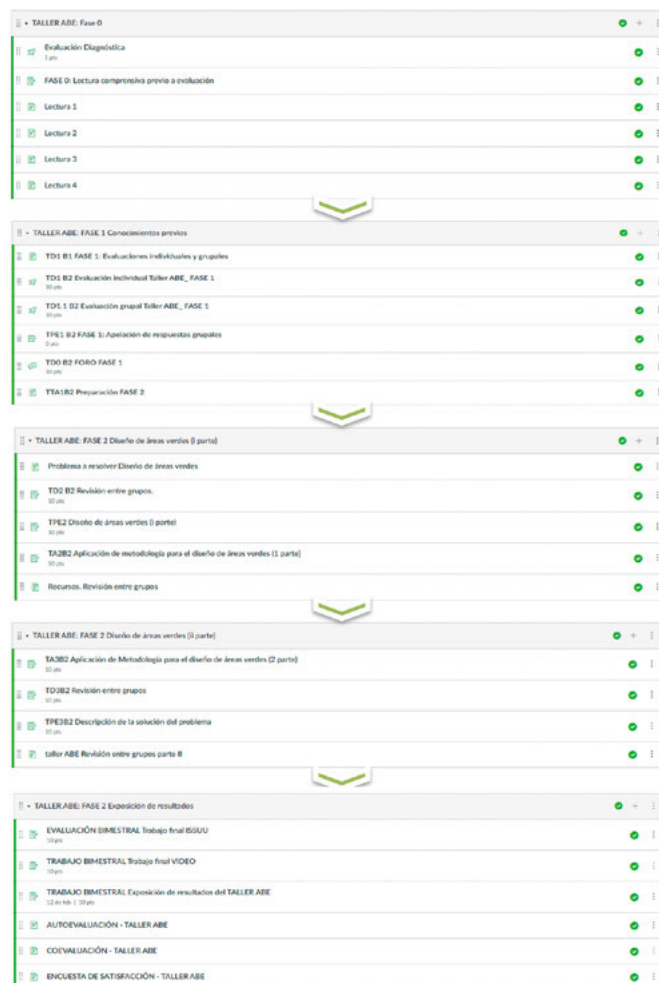 TALLER ABE: Fase 0
Evaluación Diagnóstica
1 pts
FASE 0: Lectura comprensiva previo a evaluación
Lectura 1
Lectura 2
Lectura 3
Lectura 4
TALLER ABE: FASE 1 Conocimientos previos
TD1 B1 FASE 1: Evaluaciones individuales y grupales
TD1 B2 Evaluación individual Taller ABE_ FASE 1
10 pts
TD1.1 B2 Evaluación grupal Taller ABE_ FASE 1
10 pts
TPE1 B2 FASE 1: Apelación de respuestas grupales
0 pts
TD0 B2 FORO FASE 1
10 pts
TTA1B2 Preparación FASE 2
TALLER ABE: FASE 2 Diseño de áreas verdes (i parte)
Problema a resolver Diseño de áreas verdes
TD2 B2 Revisión entre grupos.
10 pts
TPE2 Diseño de áreas verdes (i parte)
10 pts
TA2B2 Aplicación de metodología para el diseño de áreas verdes (1 parte)
10 pts
Recursos. Revisión entre grupos
TALLER ABE: FASE 2 Diseño de áreas verdes (ii parte)
TA3B2 Aplicación de Metodología para el diseño de áreas verdes (2 parte)
10 pts
TD3B2 Revisión entre grupos
10 pts
TPE3B2 Descripción de la solución del problema
10 pts
taller ABE Revisión entre grupos parte II
TALLER ABE: FASE 2 Exposición de resultados
EVALUACIÓN BIMESTRAL Trabajo final ISSUU
10 pts
TRABAJO BIMESTRAL Trabajo final VIDEO
10 pts
TRABAJO BIMESTRAL Exposición de resultados del TALLER ABE
12 de feb | 10 pts
AUTOEVALUACIÓN - TALLER ABE
COEVALUACIÓN - TALLER ABE
ENCUESTA DE SATISFACCIÓN - TALLER ABE